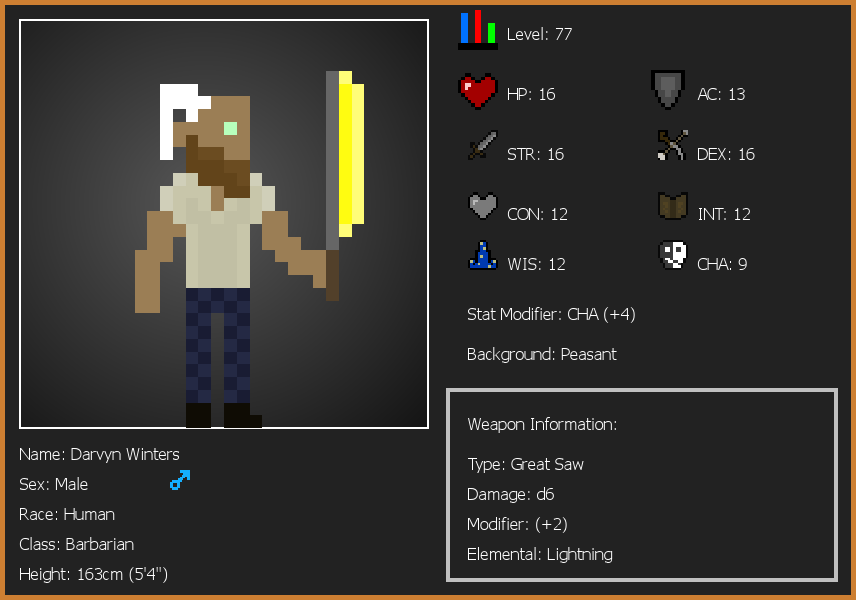 Level: 77
HP: 16
AC: 13
STR: 16
DEX: 16
CON: 12
INT: 12
WIS: 12
CHA: 9
Stat Modifier: CHA (+4)
Background: Peasant
Weapon Information:
Type: Great Saw
Damage: d6
Modifier: (+2)
Elemental: Lightning
Name: Darvyn Winters
Sex: Male
Race: Human
Class: Barbarian
Height: 163cm (5'4")